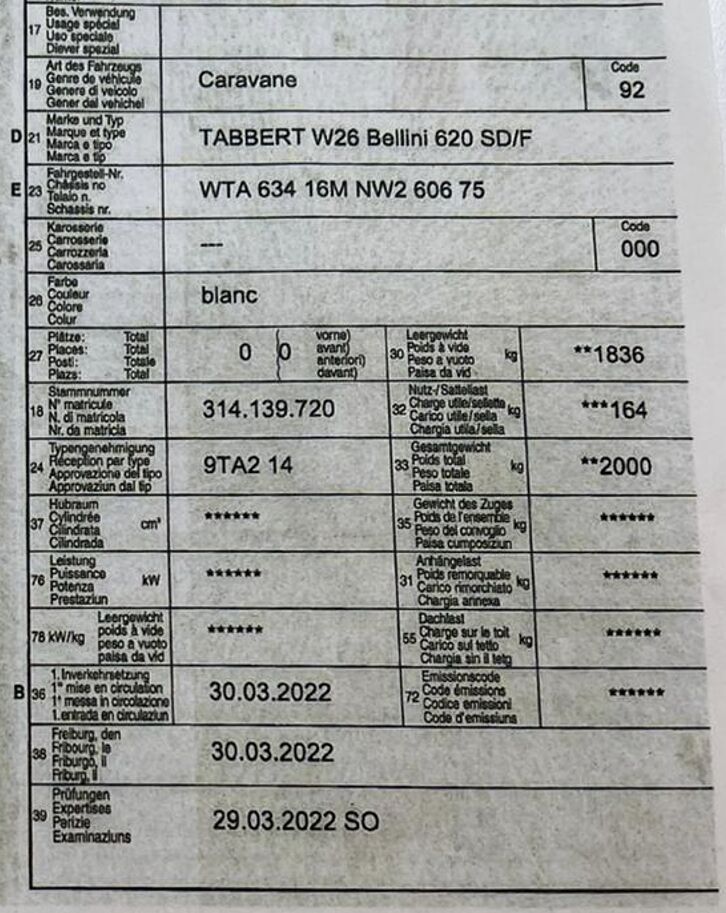 17 Bes. Verwendung
Usage spécial
Uso speciale
Diever spezial
19 Art des Fahrzeugs
Genre de véhicule
Genere di veicolo
Gener dal vehichel
Caravane
Code
92
D 21 Marke und Typ
Marque et type
Marca e tipo
Marca e tip
TABBERT W26 Bellini 620 SD/F
E 23 Fahrgestell-Nr.
Châssis no
Telaio n.
Schassis nr.
WTA 634 16M NW2 606 75
25 Karosserie
Carrosserie
Carrozzeria
Carossaria
---
Code
000
26 Farbe
Couleur
Colore
Colur
blanc
27 Plätze: Total
Places: Total
Posti: Totale
Plazs: Total
0 ( 0 vorne)
avant)
anteriori)
davant)
30 Leergewicht
Poids à vide
Peso a vuoto
Paisa da vid
kg
**1836
18 Stammnummer
N° matricule
N. di matricola
Nr. da matricla
314.139.720
32 Nutz-/Sattellast
Charge utile/sellette
Carico utile/sella
Chargia utila/sella
kg
***164
24 Typengenehmigung
Réception par type
Approvazione del tipo
Approvaziun dal tip
9TA2 14
33 Gesamtgewicht
Poids total
Peso totale
Paisa totala
kg
**2000
37 Hubraum
Cylindrée
Cilindrata
Cilindrada
cm³
******
35 Gewicht des Zuges
Poids de l'ensemble
Peso del convoglio
Paisa cumposiziun
kg
******
76 Leistung
Puissance
Potenza
Prestaziun
kW
******
31 Anhängelast
Poids remorquable
Carico rimorchiato
Chargia annexa
kg
******
78 kW/kg Leergewicht
poids à vide
peso a vuoto
paisa da vid
******
55 Dachlast
Charge sur le toit
Carico sul tetto
Chargia sin il tetg
kg
******
B 36 1. Inverkehrsetzung
1re mise en circulation
1a messa in circolazione
1. entrada en circulaziun
30.03.2022
72 Emissionscode
Code émissions
Codice emissioni
Code d'emissiuns
******
38 Freiburg, den
Fribourg, le
Friburgo, il
Friburg, il
30.03.2022
39 Prüfungen
Expertises
Perizie
Examinaziuns
29.03.2022 SO